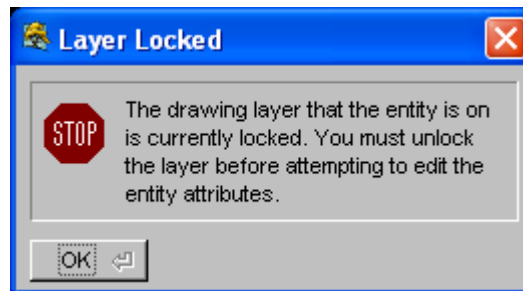 Layer Locked
STOP
The drawing layer that the entity is on
is currently locked. You must unlock
the layer before attempting to edit the
entity attributes.
OK